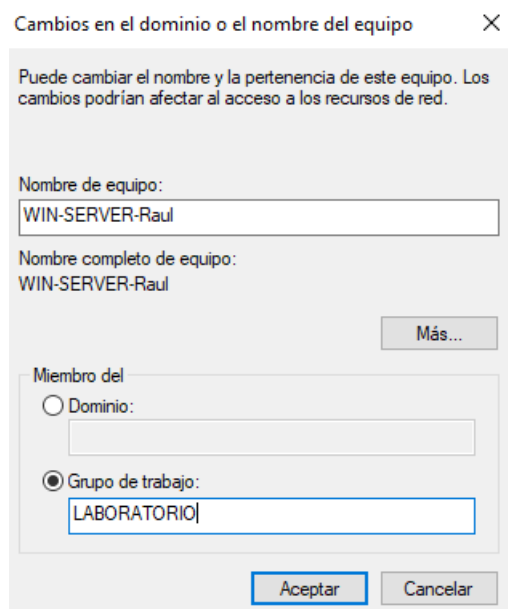 Cambios en el dominio o el nombre del equipo
Puede cambiar el nombre y la pertenencia de este equipo. Los
cambios podrían afectar al acceso a los recursos de red.
Nombre de equipo:
WIN-SERVER-Raul
Nombre completo de equipo:
WIN-SERVER-Raul
Más...
Miembro del
Dominio:
Grupo de trabajo:
LABORATORIO
Aceptar Cancelar